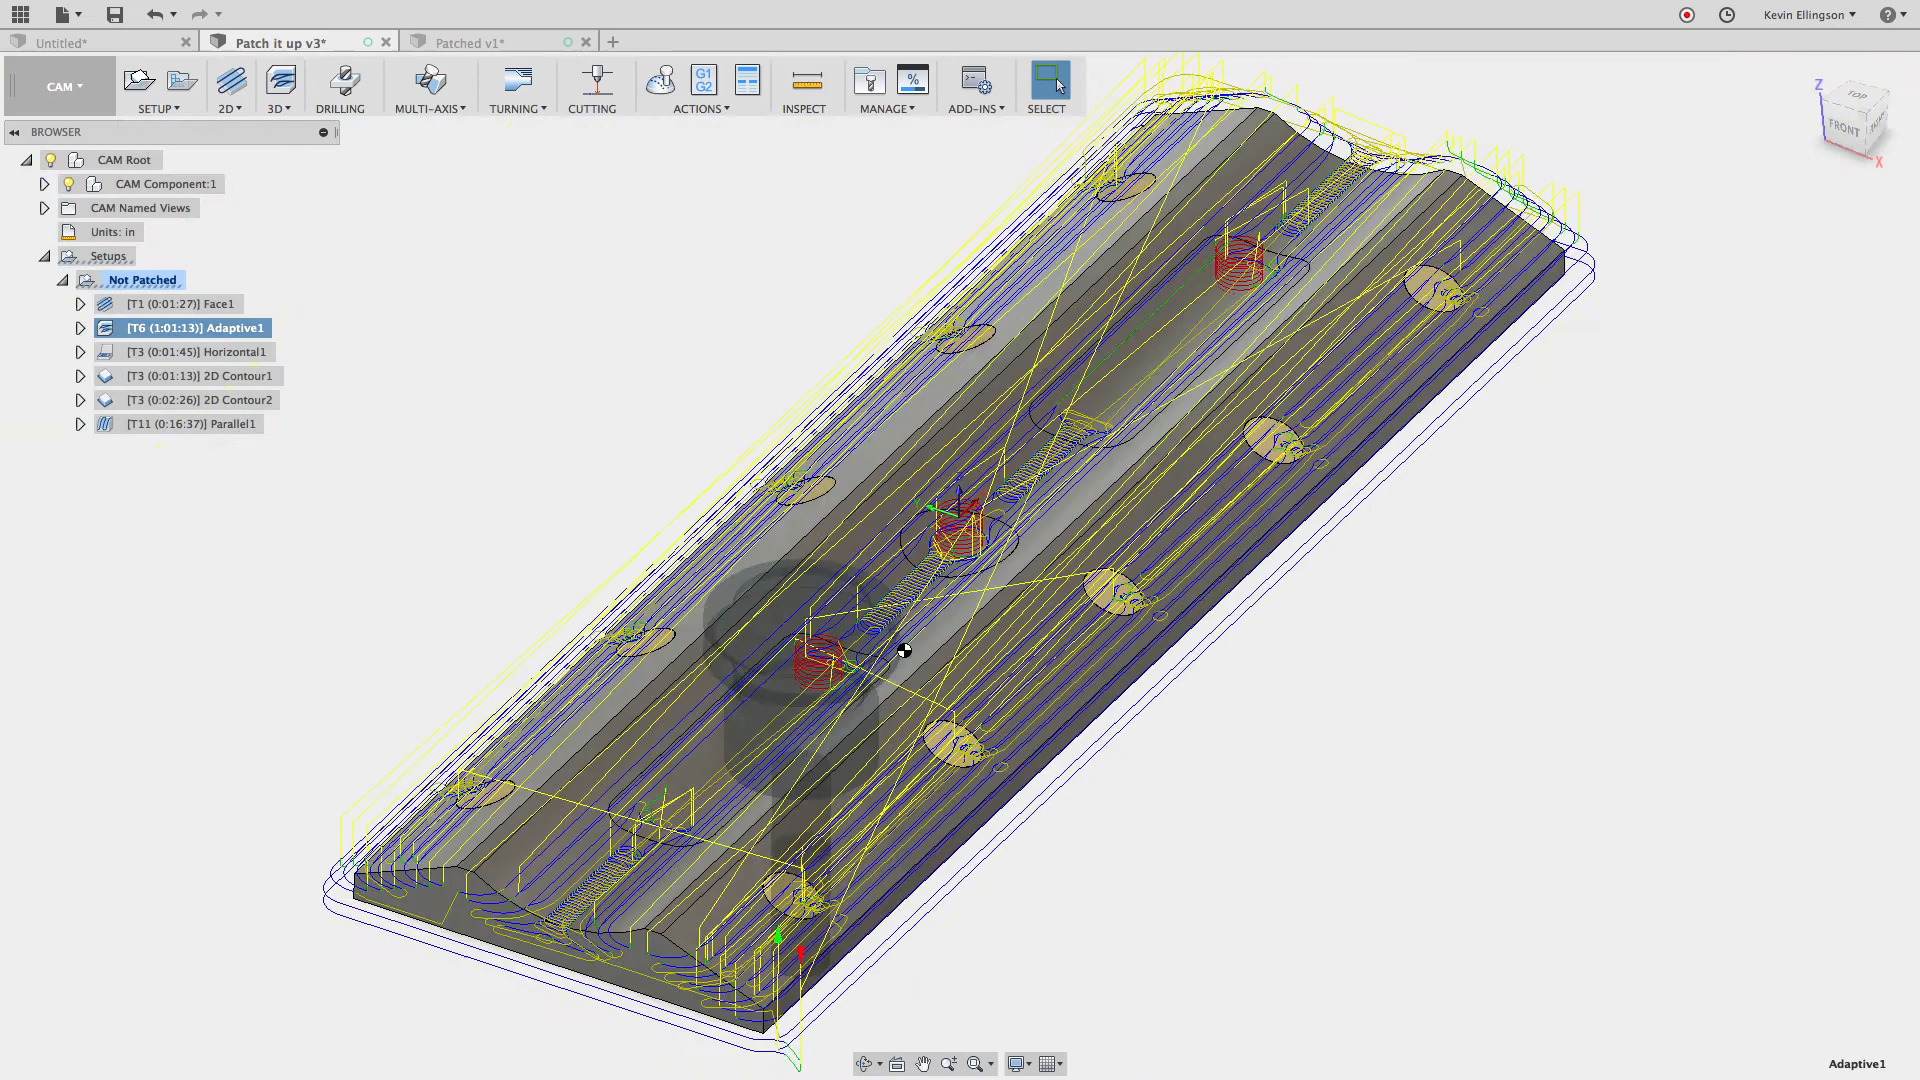 Kevin Ellingson
Untitled*
Patch it up v3*
Patched v1*
CAM
SETUP
2D
3D
DRILLING
MULTI-AXIS
TURNING
CUTTING
G1
G2
ACTIONS
INSPECT
%
MANAGE
ADD-INS
SELECT
BROWSER
CAM Root
CAM Component:1
CAM Named Views
Units: in
Setups
Not Patched
[T1 (0:01:27)] Face1
[T6 (1:01:13)] Adaptive1
[T3 (0:01:45)] Horizontal1
[T3 (0:01:13)] 2D Contour1
[T3 (0:02:26)] 2D Contour2
[T11 (0:16:37)] Parallel1
Z
TOP
FRONT
X
Adaptive1